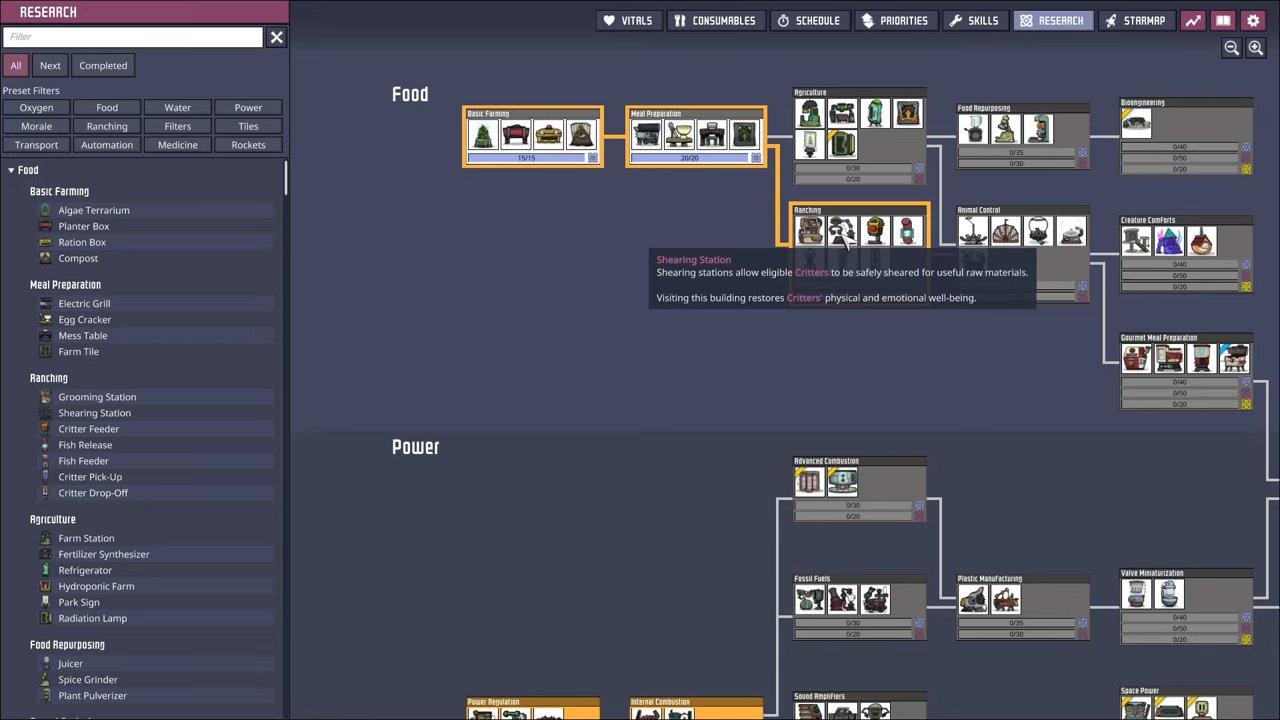 RESEARCH
VITALS
CONSUMABLES
SCHEDULE
PRIORITIES
SKILLS
RESEARCH
STARMAP
Filter
All
Next
Completed
Preset Filters
Oxygen
Food
Water
Power
Morale
Ranching
Filters
Tiles
Transport
Automation
Medicine
Rockets
Food
Basic Farming
Algae Terrarium
Planter Box
Ration Box
Compost
Meal Preparation
Electric Grill
Egg Cracker
Mess Table
Farm Tile
Ranching
Grooming Station
Shearing Station
Critter Feeder
Fish Release
Fish Feeder
Critter Pick-Up
Critter Drop-Off
Agriculture
Farm Station
Fertilizer Synthesizer
Refrigerator
Hydroponic Farm
Park Sign
Radiation Lamp
Food Repurposing
Juicer
Spice Grinder
Plant Pulverizer
Food
Basic Farming
15/15
Meal Preparation
20/20
Agriculture
0/30
0/20
Food Repurposing
0/35
0/30
Bioengineering
0/40
0/50
0/20
Ranching
Animal Control
Creature Comforts
0/40
0/50
0/20
Shearing Station
Shearing stations allow eligible Critters to be safely sheared for useful raw materials.
Visiting this building restores Critters' physical and emotional well-being.
Gourmet Meal Preparation
0/40
0/50
0/20
Power
Advanced Combustion
0/30
0/20
Fossil Fuels
0/30
0/20
Plastic Manufacturing
0/35
0/30
Valve Miniaturization
0/40
0/50
0/20
Power Regulation
Internal Combustion
Sound Amplifiers
Space Power